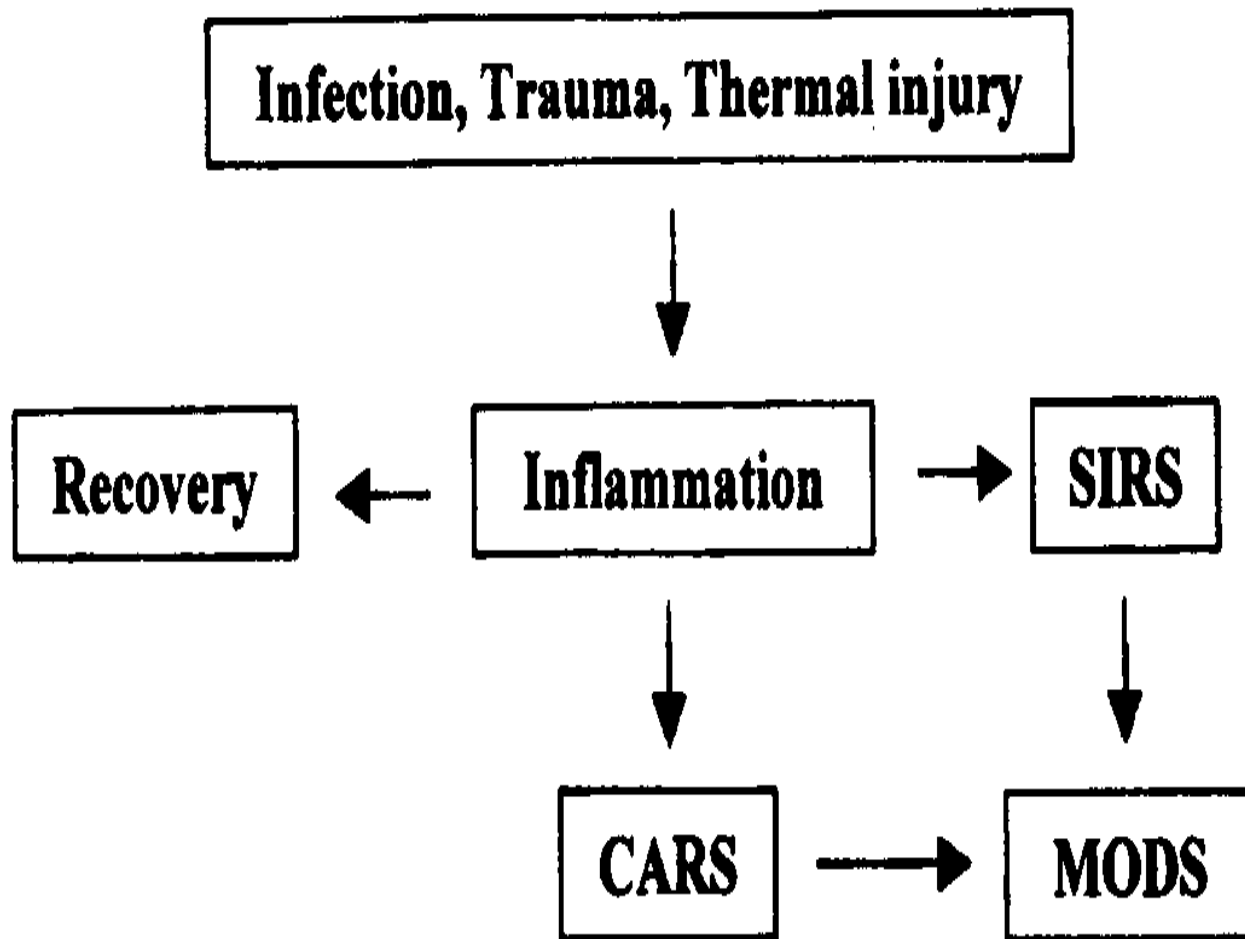 Infection, Trauma, Thermal injury
Recovery
Inflammation
SIRS
CARS
MODS